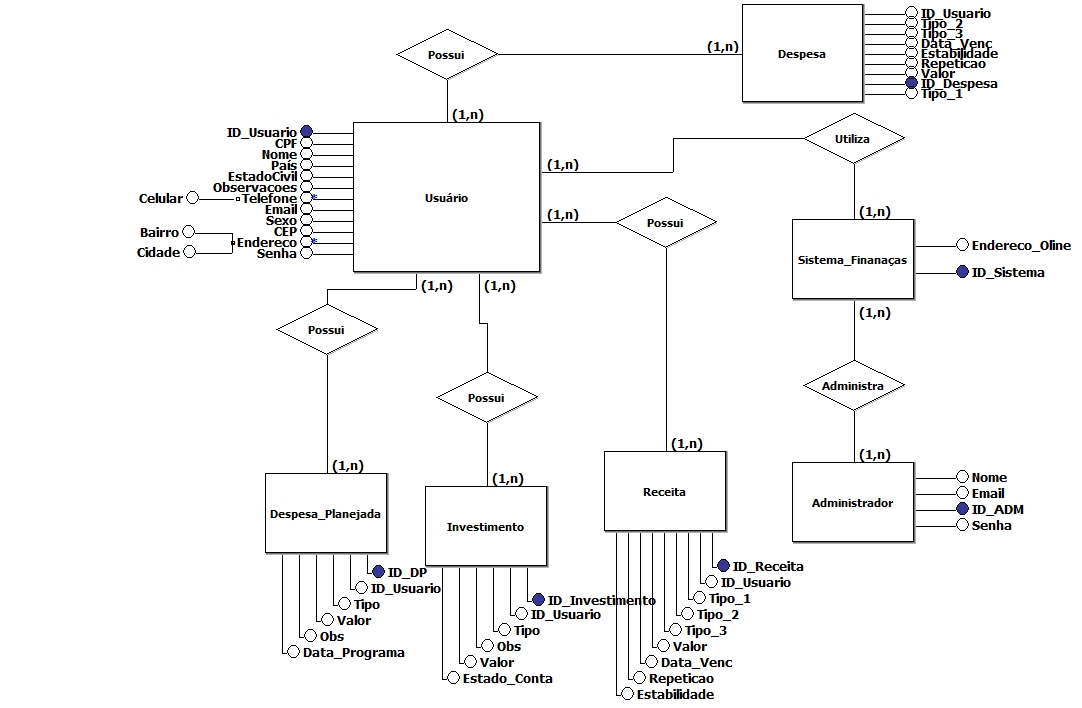 Possui
(1,n)
Despesa
ID_Usuario
Tipo_2
Tipo_3
Data_Venc
Estabilidade
Repeticao
Valor
ID_Despesa
Tipo_1
(1,n)
ID_Usuario
CPF
Nome
País
EstadoCivil
Observacoes
Celular
Telefone
*
Email
Sexo
CEP
Bairro
Endereco
*
Cidade
Senha
Usuário
(1,n)
Utiliza
(1,n)
Possui
(1,n)
Sistema_Finanaças
Endereco_Oline
ID_Sistema
(1,n)
(1,n)
(1,n)
Possui
Possui
Administra
(1,n)
(1,n)
(1,n)
(1,n)
Despesa_Planejada
Investimento
Receita
Administrador
Nome
Email
ID_ADM
Senha
ID_DP
ID_Usuario
Tipo
Valor
Obs
Data_Programa
ID_Investimento
ID_Usuario
Tipo
Obs
Valor
Estado_Conta
ID_Receita
ID_Usuario
Tipo_1
Tipo_2
Tipo_3
Valor
Data_Venc
Repeticao
Estabilidade